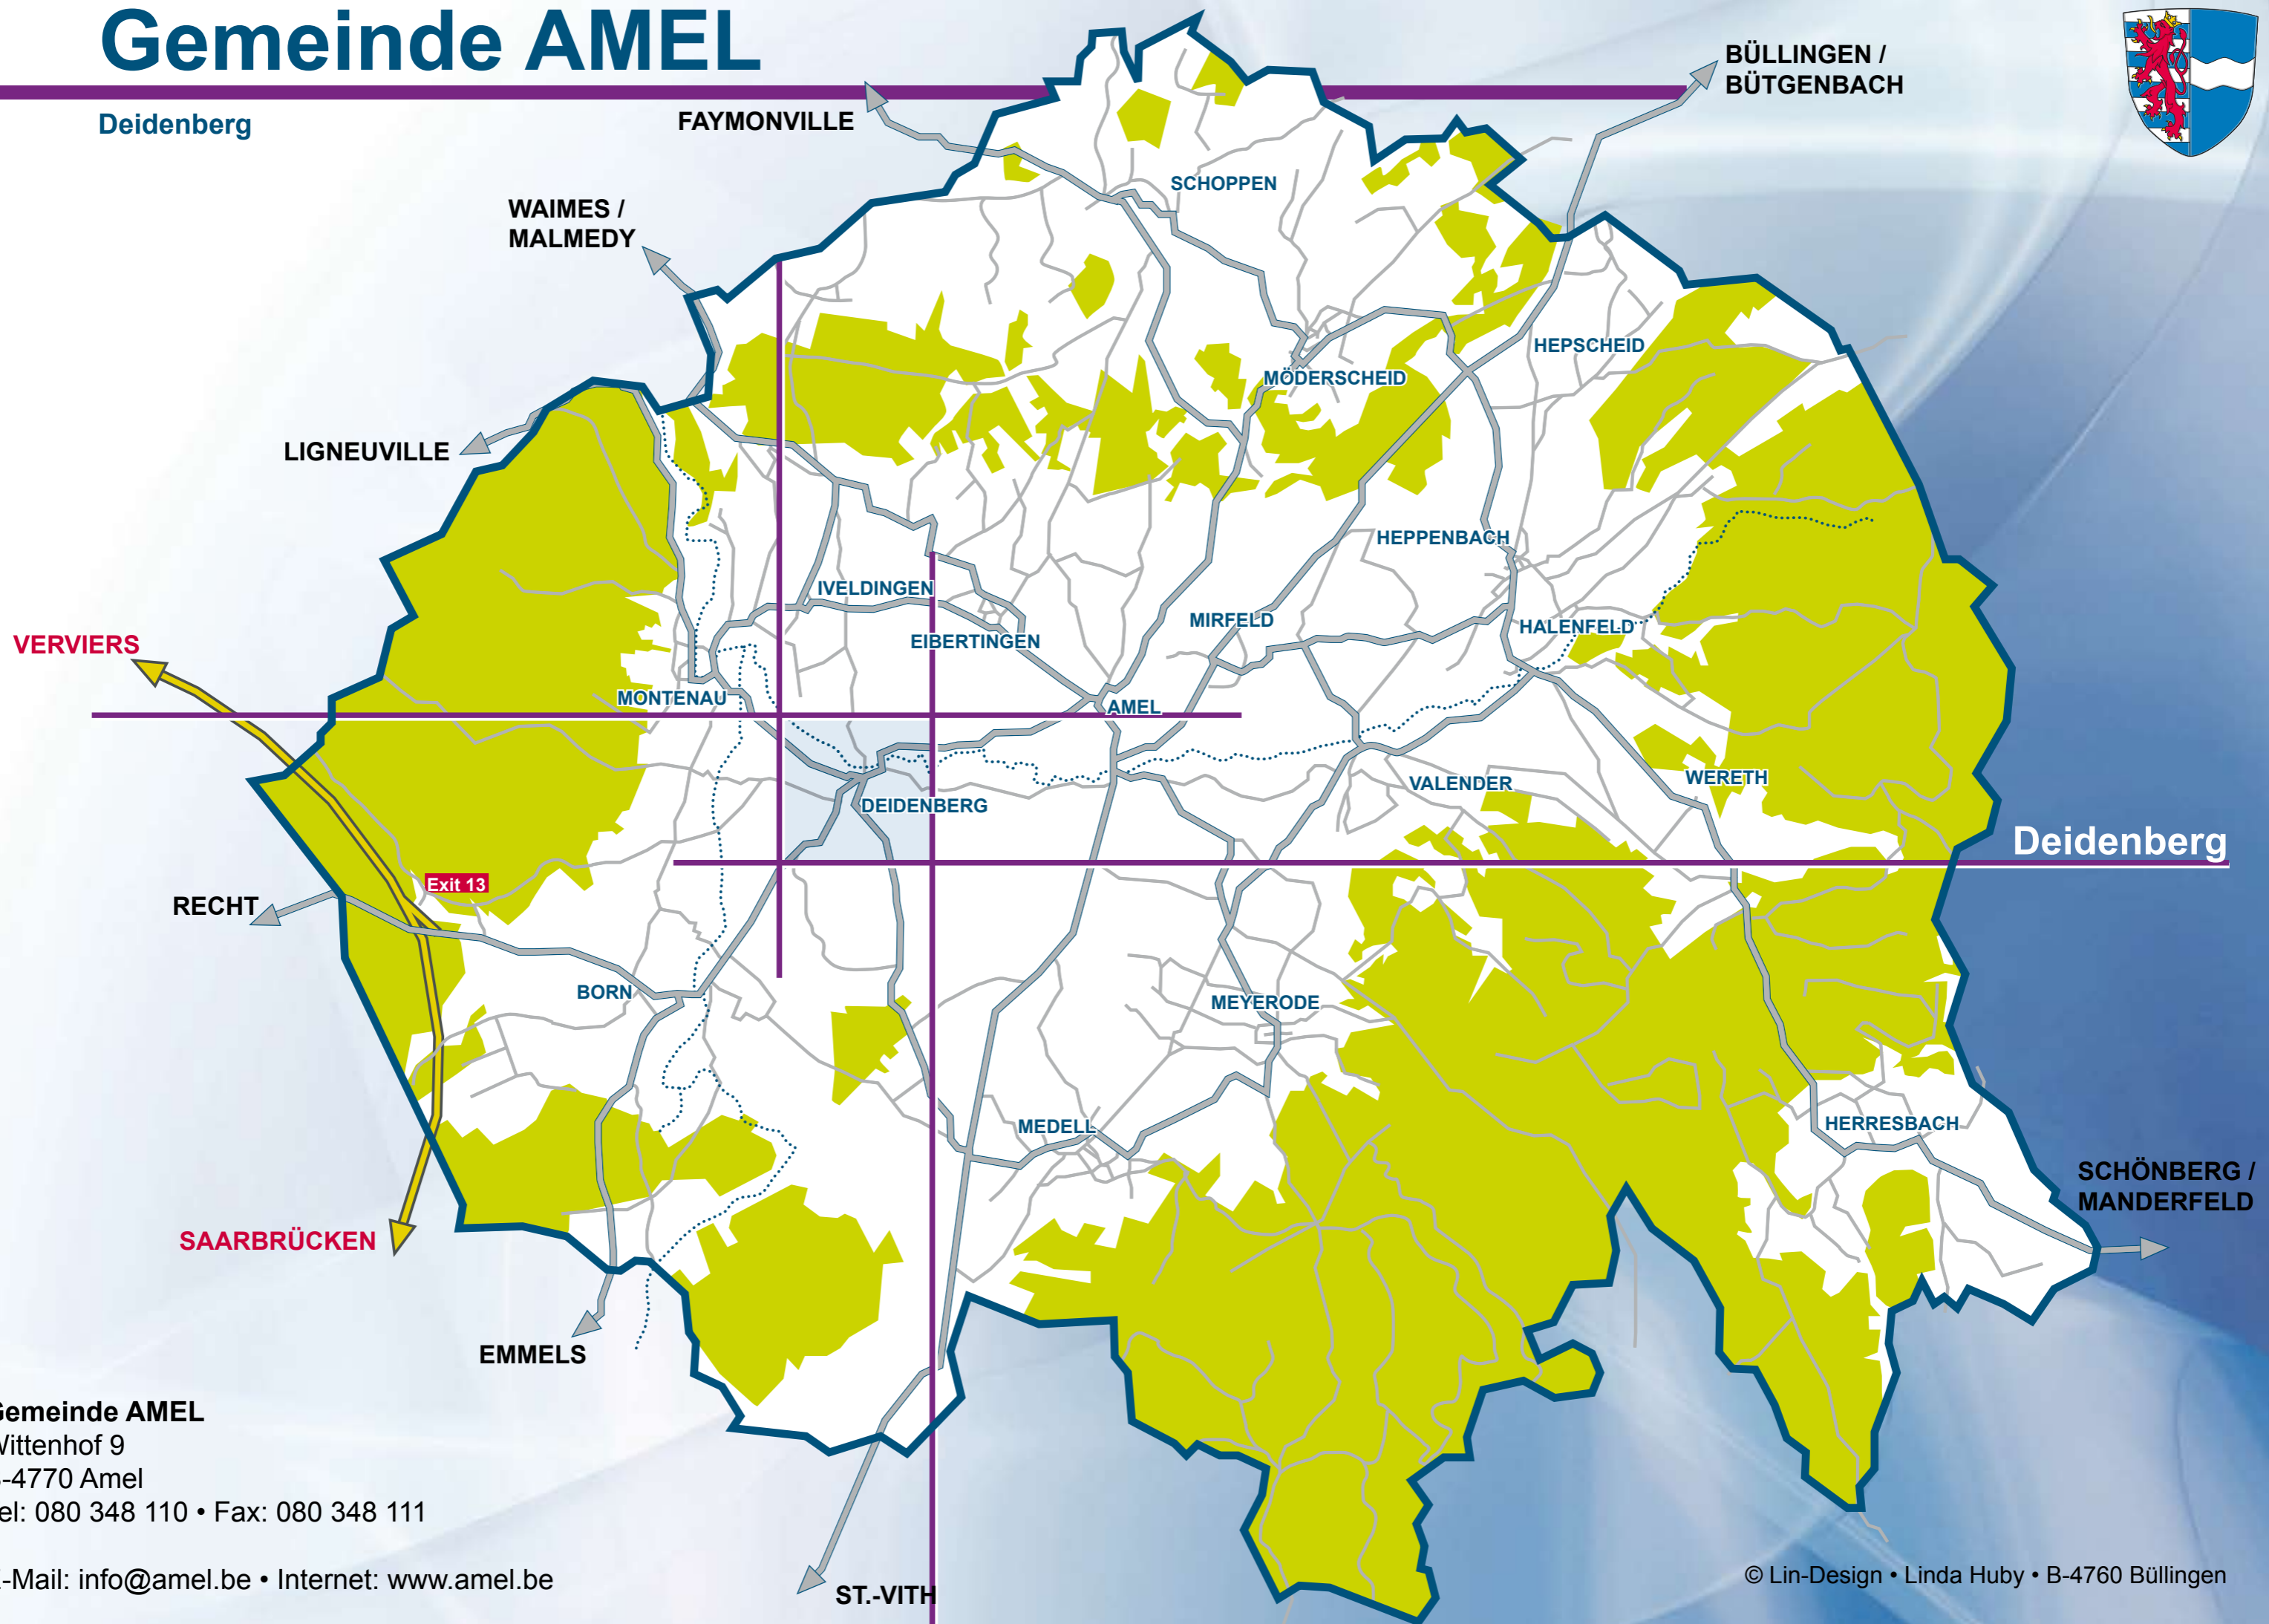 Gemeinde AMEL
Deidenberg
FAYMONVILLE
BÜLLINGEN /
BÜTGENBACH
WAIMES /
MALMEDY
SCHOPPEN
LIGNEUVILLE
HEPSCHEID
MÖDERSCHEID
HEPPENBACH
IVELDINGEN
EIBERTINGEN
MIRFELD
HALENFELD
VERVIERS
MONTENAU
AMEL
DEIDENBERG
VALENDER
WERETH
Deidenberg
Exit 13
RECHT
BORN
MEYERODE
MEDELL
HERRESBACH
SCHÖNBERG /
MANDERFELD
SAARBRÜCKEN
EMMELS
ST.-VITH
Gemeinde AMEL
Wittenhof 9
B-4770 Amel
Tel: 080 348 110 • Fax: 080 348 111
E-Mail: info@amel.be • Internet: www.amel.be
© Lin-Design • Linda Huby • B-4760 Büllingen